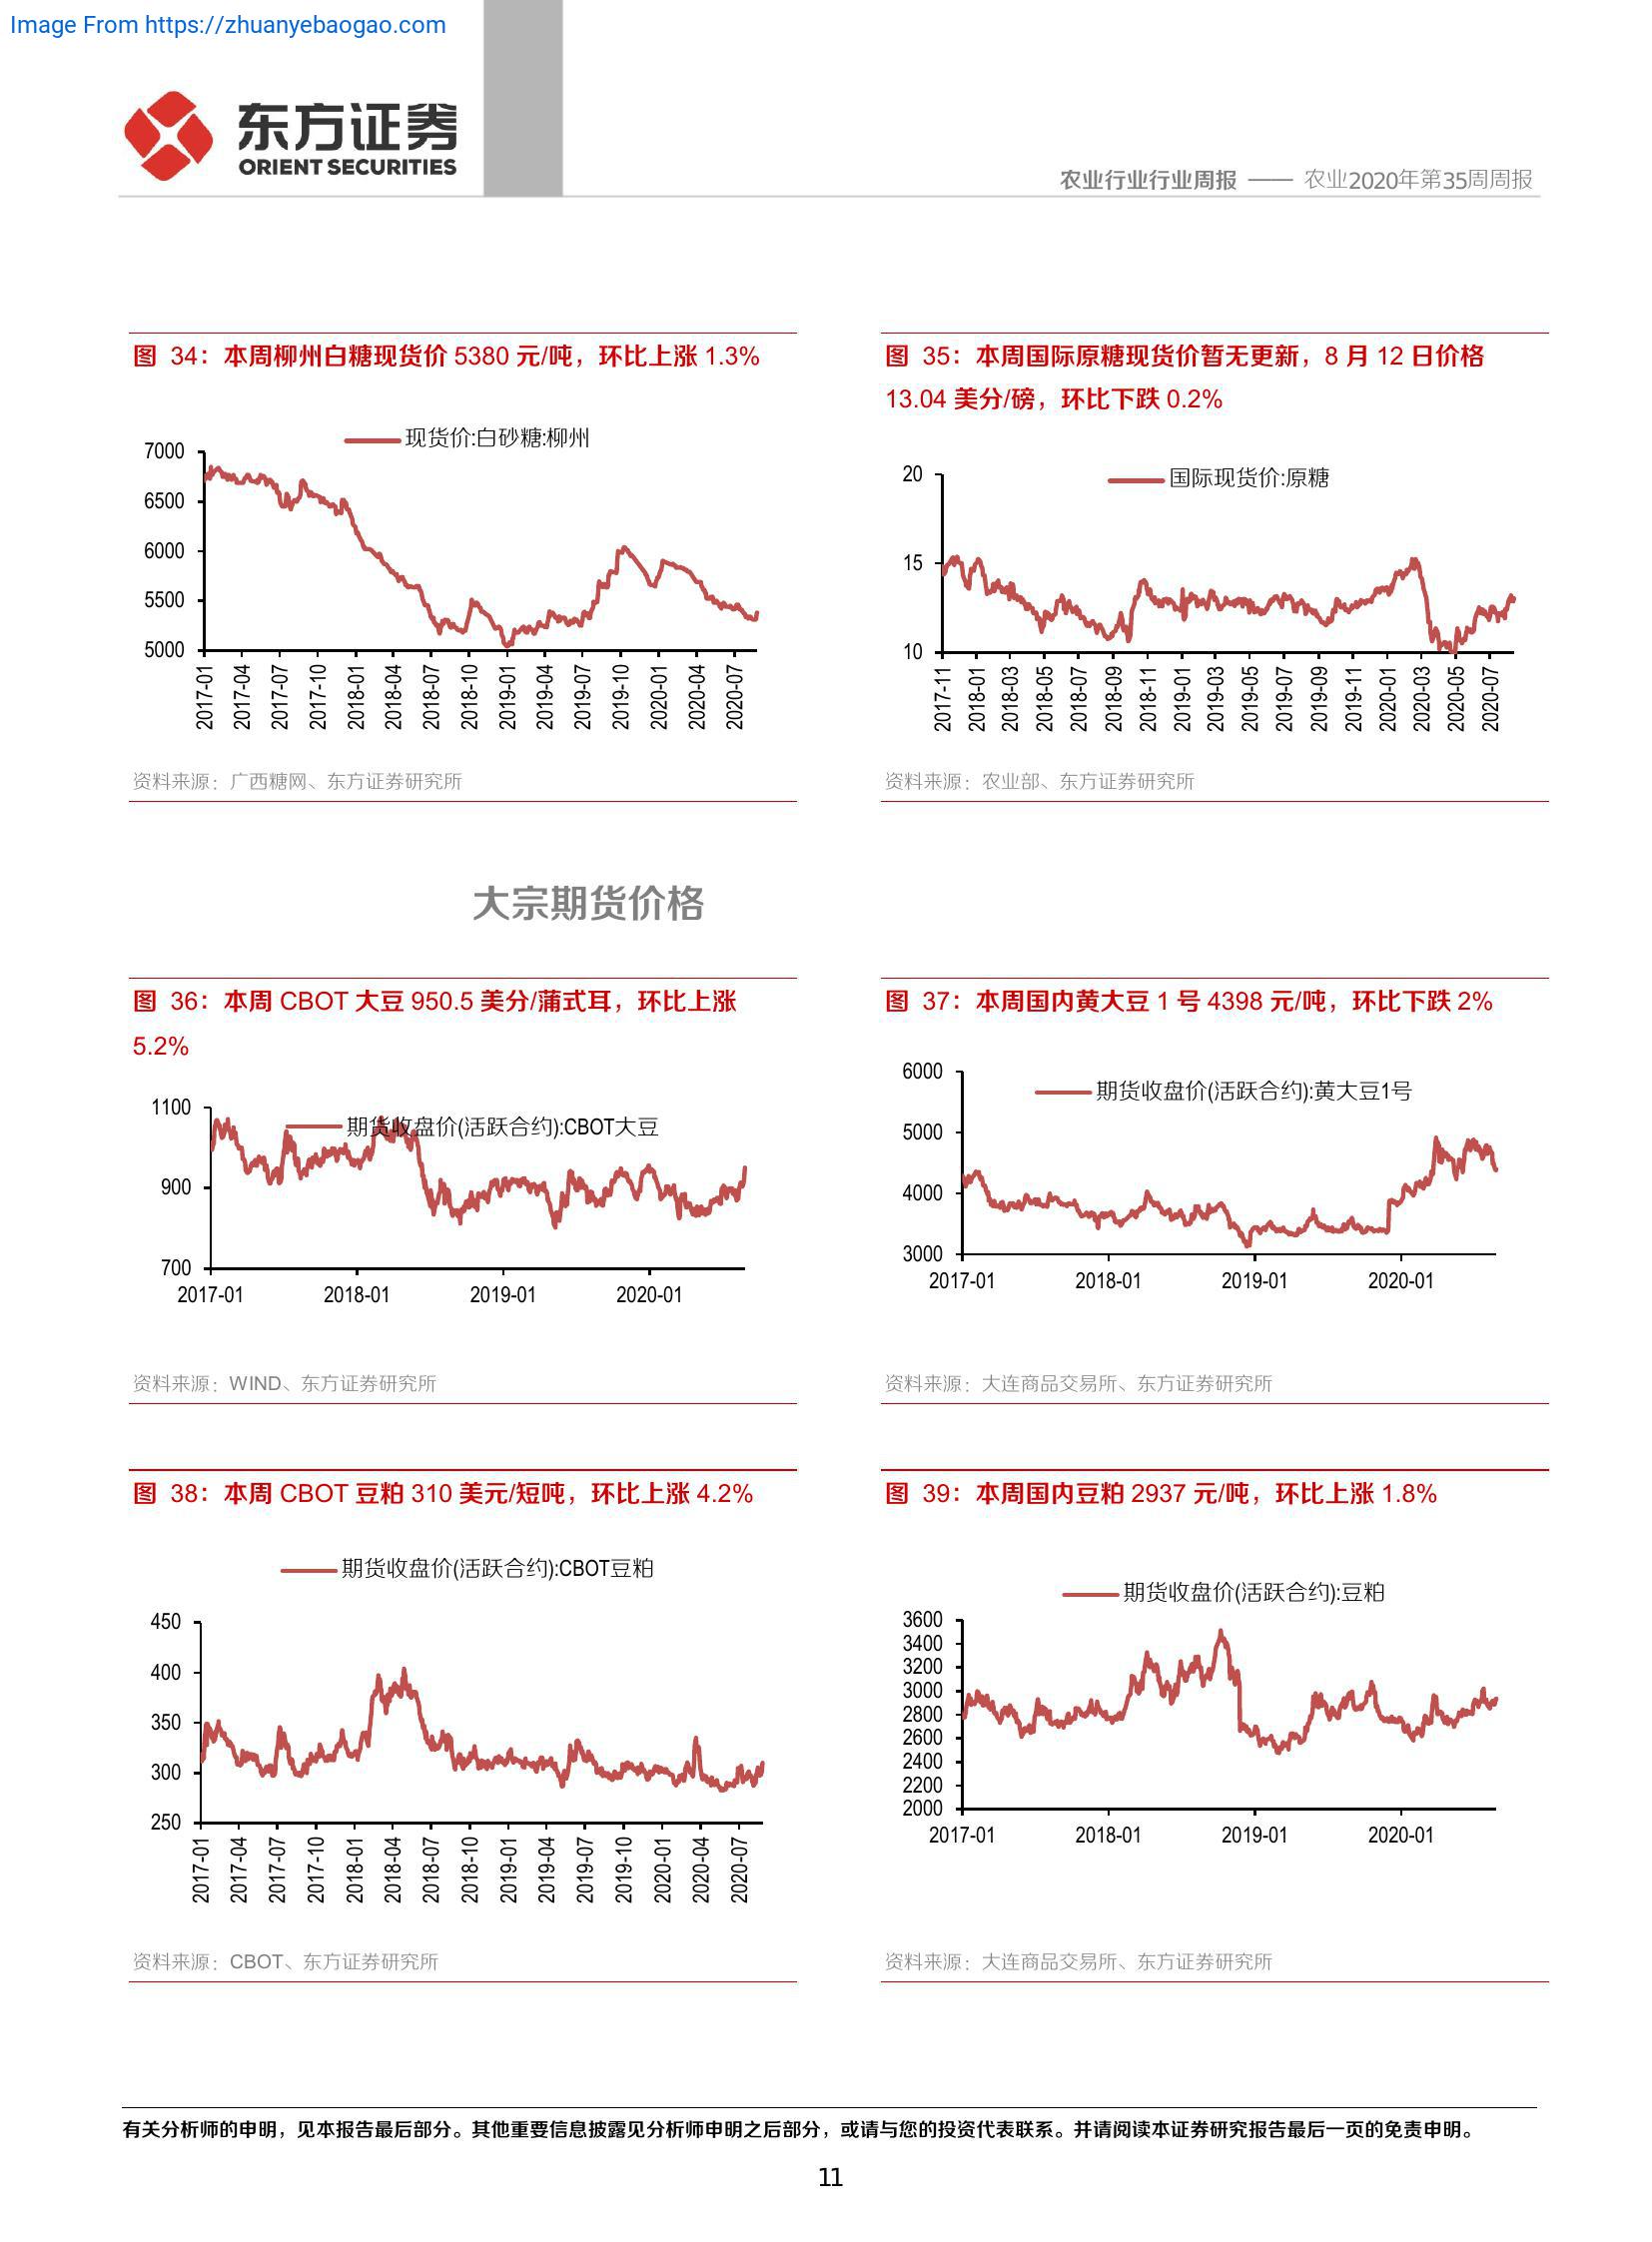 Image From https://zhuanyebaogao.com
东方证券
ORIENT SECURITIES
农业行业行业周报 —— 农业2020年第35周周报
图 34：本周柳州白糖现货价 5380 元/吨，环比上涨 1.3%
现货价:白砂糖:柳州
7000
6500
6000
5500
5000
2017-01 2017-04 2017-07 2017-10 2018-01 2018-04 2018-07 2018-10 2019-01 2019-04 2019-07 2019-10 2020-01 2020-04 2020-07
资料来源：广西糖网、东方证券研究所
图 35：本周国际原糖现货价暂无更新，8 月 12 日价格
13.04 美分/磅，环比下跌 0.2%
国际现货价:原糖
20
15
10
2017-11 2018-01 2018-03 2018-05 2018-07 2018-09 2018-11 2019-01 2019-03 2019-05 2019-07 2019-09 2019-11 2020-01 2020-03 2020-05 2020-07
资料来源：农业部、东方证券研究所
大宗期货价格
图 36：本周 CBOT 大豆 950.5 美分/蒲式耳，环比上涨
5.2%
期货收盘价(活跃合约):CBOT大豆
1100
900
700
2017-01 2018-01 2019-01 2020-01
资料来源：WIND、东方证券研究所
图 37：本周国内黄大豆 1 号 4398 元/吨，环比下跌 2%
期货收盘价(活跃合约):黄大豆1号
6000
5000
4000
3000
2017-01 2018-01 2019-01 2020-01
资料来源：大连商品交易所、东方证券研究所
图 38：本周 CBOT 豆粕 310 美元/短吨，环比上涨 4.2%
期货收盘价(活跃合约):CBOT豆粕
450
400
350
300
250
2017-01 2017-04 2017-07 2017-10 2018-01 2018-04 2018-07 2018-10 2019-01 2019-04 2019-07 2019-10 2020-01 2020-04 2020-07
资料来源：CBOT、东方证券研究所
图 39：本周国内豆粕 2937 元/吨，环比上涨 1.8%
期货收盘价(活跃合约):豆粕
3600
3400
3200
3000
2800
2600
2400
2200
2000
2017-01 2018-01 2019-01 2020-01
资料来源：大连商品交易所、东方证券研究所
有关分析师的申明，见本报告最后部分。其他重要信息披露见分析师申明之后部分，或请与您的投资代表联系。并请阅读本证券研究报告最后一页的免责申明。
11